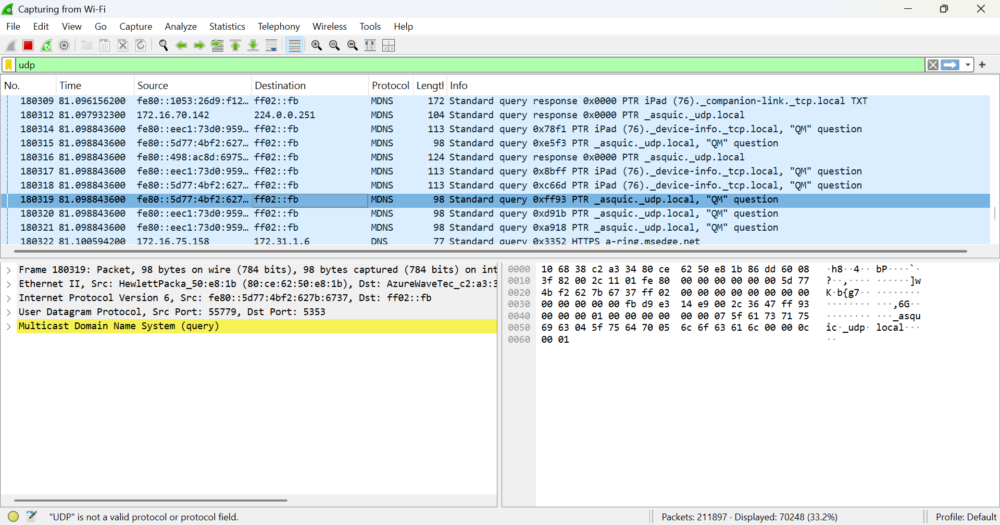 Capturing from Wi-Fi
File Edit View Go Capture Analyze Statistics Telephony Wireless Tools Help
udp
No. Time Source Destination Protocol Length Info
180309 81.096156200 fe80::1053:26d9:f12… ff02::fb MDNS 172 Standard query response 0x0000 PTR iPad (76)._companion-link._tcp.local TXT
180312 81.097932300 172.16.70.142 224.0.0.251 MDNS 104 Standard query response 0x0000 PTR _asquic._udp.local
180314 81.098843600 fe80::eec1:73d0:959… ff02::fb MDNS 113 Standard query 0x78f1 PTR iPad (76)._device-info._tcp.local, "QM" question
180315 81.098843600 fe80::5d77:4bf2:627… ff02::fb MDNS 98 Standard query 0xe5f3 PTR _asquic._udp.local, "QM" question
180316 81.098843600 fe80::498:ac8d:6975… ff02::fb MDNS 124 Standard query response 0x0000 PTR _asquic._udp.local
180317 81.098843600 fe80::eec1:73d0:959… ff02::fb MDNS 113 Standard query 0x8bff PTR iPad (76)._device-info._tcp.local, "QM" question
180318 81.098843600 fe80::5d77:4bf2:627… ff02::fb MDNS 113 Standard query 0xc66d PTR iPad (76)._device-info._tcp.local, "QM" question
180319 81.098843600 fe80::5d77:4bf2:627… ff02::fb MDNS 98 Standard query 0xff93 PTR _asquic._udp.local, "QM" question
180320 81.098843600 fe80::eec1:73d0:959… ff02::fb MDNS 98 Standard query 0xd91b PTR _asquic._udp.local, "QM" question
180321 81.098843600 fe80::eec1:73d0:959… ff02::fb MDNS 98 Standard query 0xa918 PTR _asquic._udp.local, "QM" question
180322 81.100594200 172.16.75.158 172.31.1.6 DNS 77 Standard query 0x3352 HTTPS a-ring.msedge.net
Frame 180319: Packet, 98 bytes on wire (784 bits), 98 bytes captured (784 bits) on int
Ethernet II, Src: HewlettPacka_50:e8:1b (80:ce:62:50:e8:1b), Dst: AzureWaveTec_c2:a3:3
Internet Protocol Version 6, Src: fe80::5d77:4bf2:627b:6737, Dst: ff02::fb
User Datagram Protocol, Src Port: 55779, Dst Port: 5353
Multicast Domain Name System (query)
0000 10 68 38 c2 a3 34 80 ce 62 50 e8 1b 86 dd 60 08 ·h8··4·· bP····`·
0010 3f 82 00 2c 11 01 fe 80 00 00 00 00 00 00 5d 77 ?··,···· ······]w
0020 4b f2 62 7b 67 37 ff 02 00 00 00 00 00 00 00 00 K·b{g7·· ········
0030 00 00 00 00 00 fb d9 e3 14 e9 00 2c 36 47 ff 93 ········ ···,6G··
0040 00 00 00 01 00 00 00 00 00 00 07 5f 61 73 71 75 ········ ···_asqu
0050 69 63 04 5f 75 64 70 05 6c 6f 63 61 6c 00 00 0c ic·_udp· local···
0060 00 01 ··
"UDP" is not a valid protocol or protocol field.
Packets: 211897 · Displayed: 70248 (33.2%)
Profile: Default